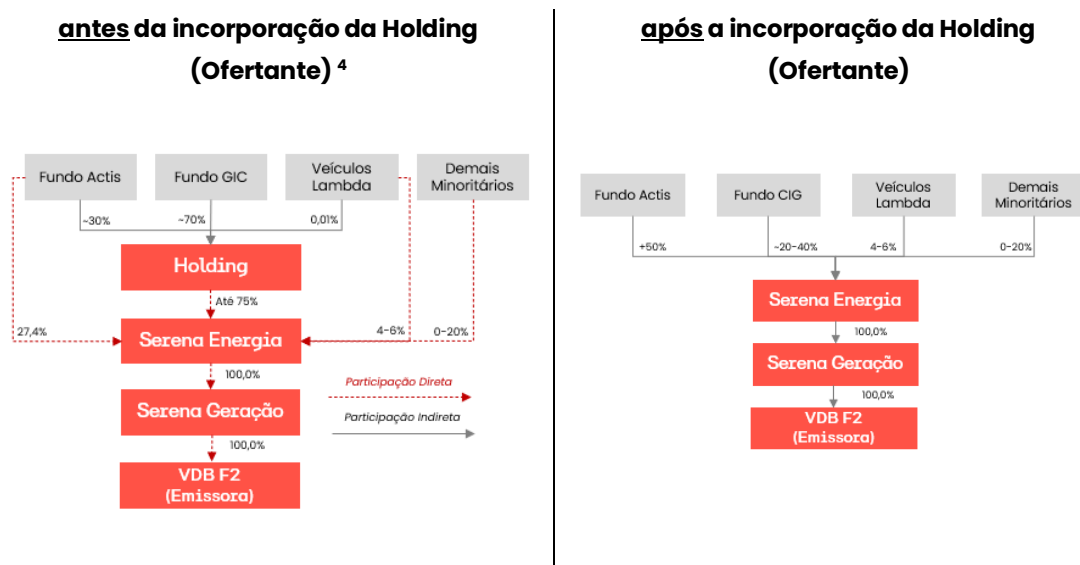 antes da incorporação da Holding
(Ofertante) ⁴
Fundo Actis
Fundo GIC
Veículos
Lambda
Demais
Minoritários
~30%
~70%
0,01%
Holding
Até 75%
27,4%
Serena Energia
4-6%
0-20%
100,0%
Serena Geração
Participação Direta
Participação Indireta
100,0%
VDB F2
(Emissora)
após a incorporação da Holding
(Ofertante)
Fundo Actis
Fundo CIG
Veículos
Lambda
Demais
Minoritários
+50%
~20-40%
4-6%
0-20%
Serena Energia
100,0%
Serena Geração
100,0%
VDB F2
(Emissora)